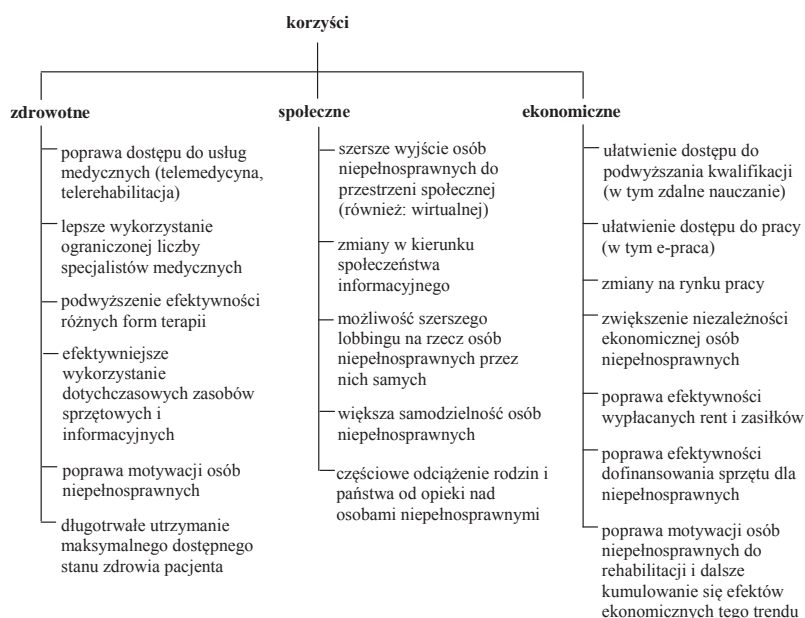 korzyści
zdrowotne
poprawa dostępu do usług
medycznych (telemedycyna,
telerehabilitacja)
lepsze wykorzystanie
ograniczonej liczby
specjalistów medycznych
podwyższenie efektywności
różnych form terapii
efektywniejsze
wykorzystanie
dotychczasowych zasobów
sprzętowych i
informacyjnych
poprawa motywacji osób
niepełnosprawnych
długotrwałe utrzymanie
maksymalnego dostępnego
stanu zdrowia pacjenta
społeczne
szersze wyjście osób
niepełnosprawnych do
przestrzeni społecznej
(również: wirtualnej)
zmiany w kierunku
społeczeństwa
informacyjnego
możliwość szerszego
lobbingu na rzecz osób
niepełnosprawnych przez
nich samych
większa samodzielność osób
niepełnosprawnych
częściowe odciążenie rodzin i
państwa od opieki nad
osobami niepełnosprawnymi
ekonomiczne
ułatwienie dostępu do
podwyższania kwalifikacji
(w tym zdalne nauczanie)
ułatwienie dostępu do pracy
(w tym e-praca)
zmiany na rynku pracy
zwiększenie niezależności
ekonomicznej osób
niepełnosprawnych
poprawa efektywności
wypłacanych rent i zasiłków
poprawa efektywności
dofinansowania sprzętu dla
niepełnosprawnych
poprawa motywacji osób
niepełnosprawnych do
rehabilitacji i dalsze
kumulowanie się efektów
ekonomicznych tego trendu